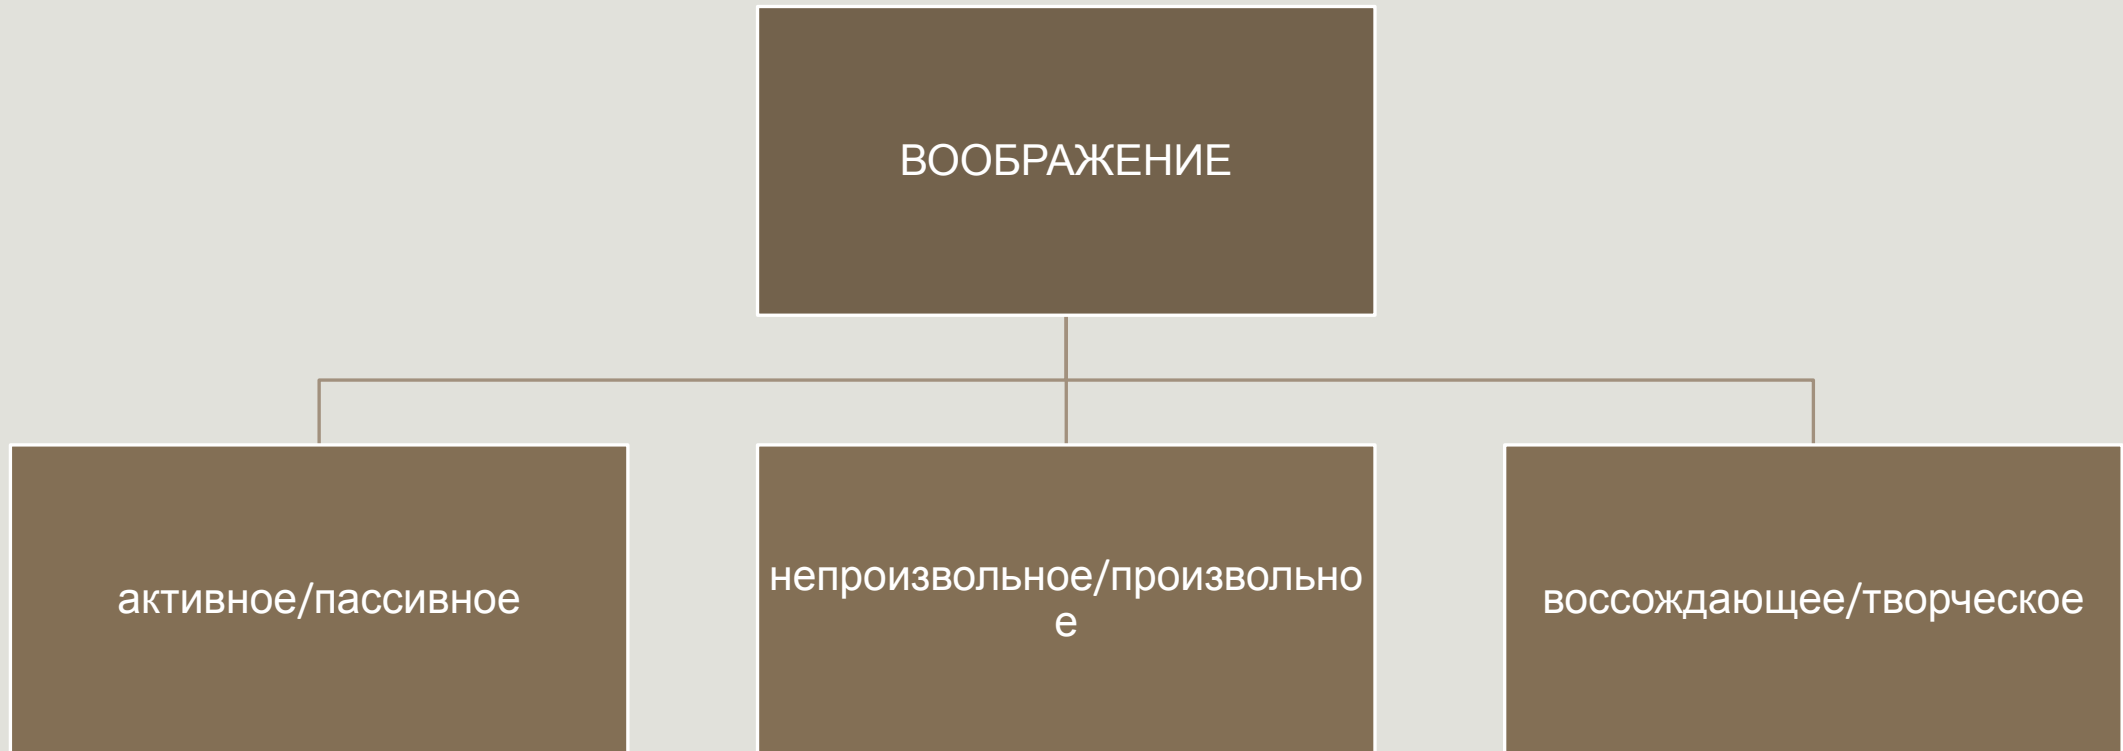 ВООБРАЖЕНИЕ
активное/пассивное
непроизвольное/произвольно
е
воссождающее/творческое